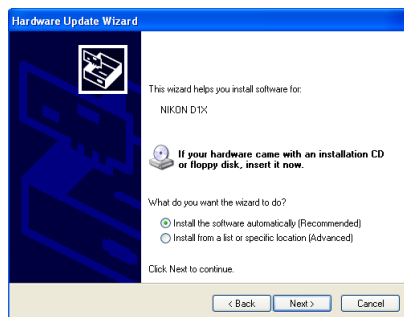 Hardware Update Wizard
This wizard helps you install software for:
NIKON D1X
If your hardware came with an installation CD
or floppy disk, insert it now.
What do you want the wizard to do?
Install the software automatically (Recommended)
Install from a list or specific location (Advanced)
Click Next to continue.
< Back Next > Cancel